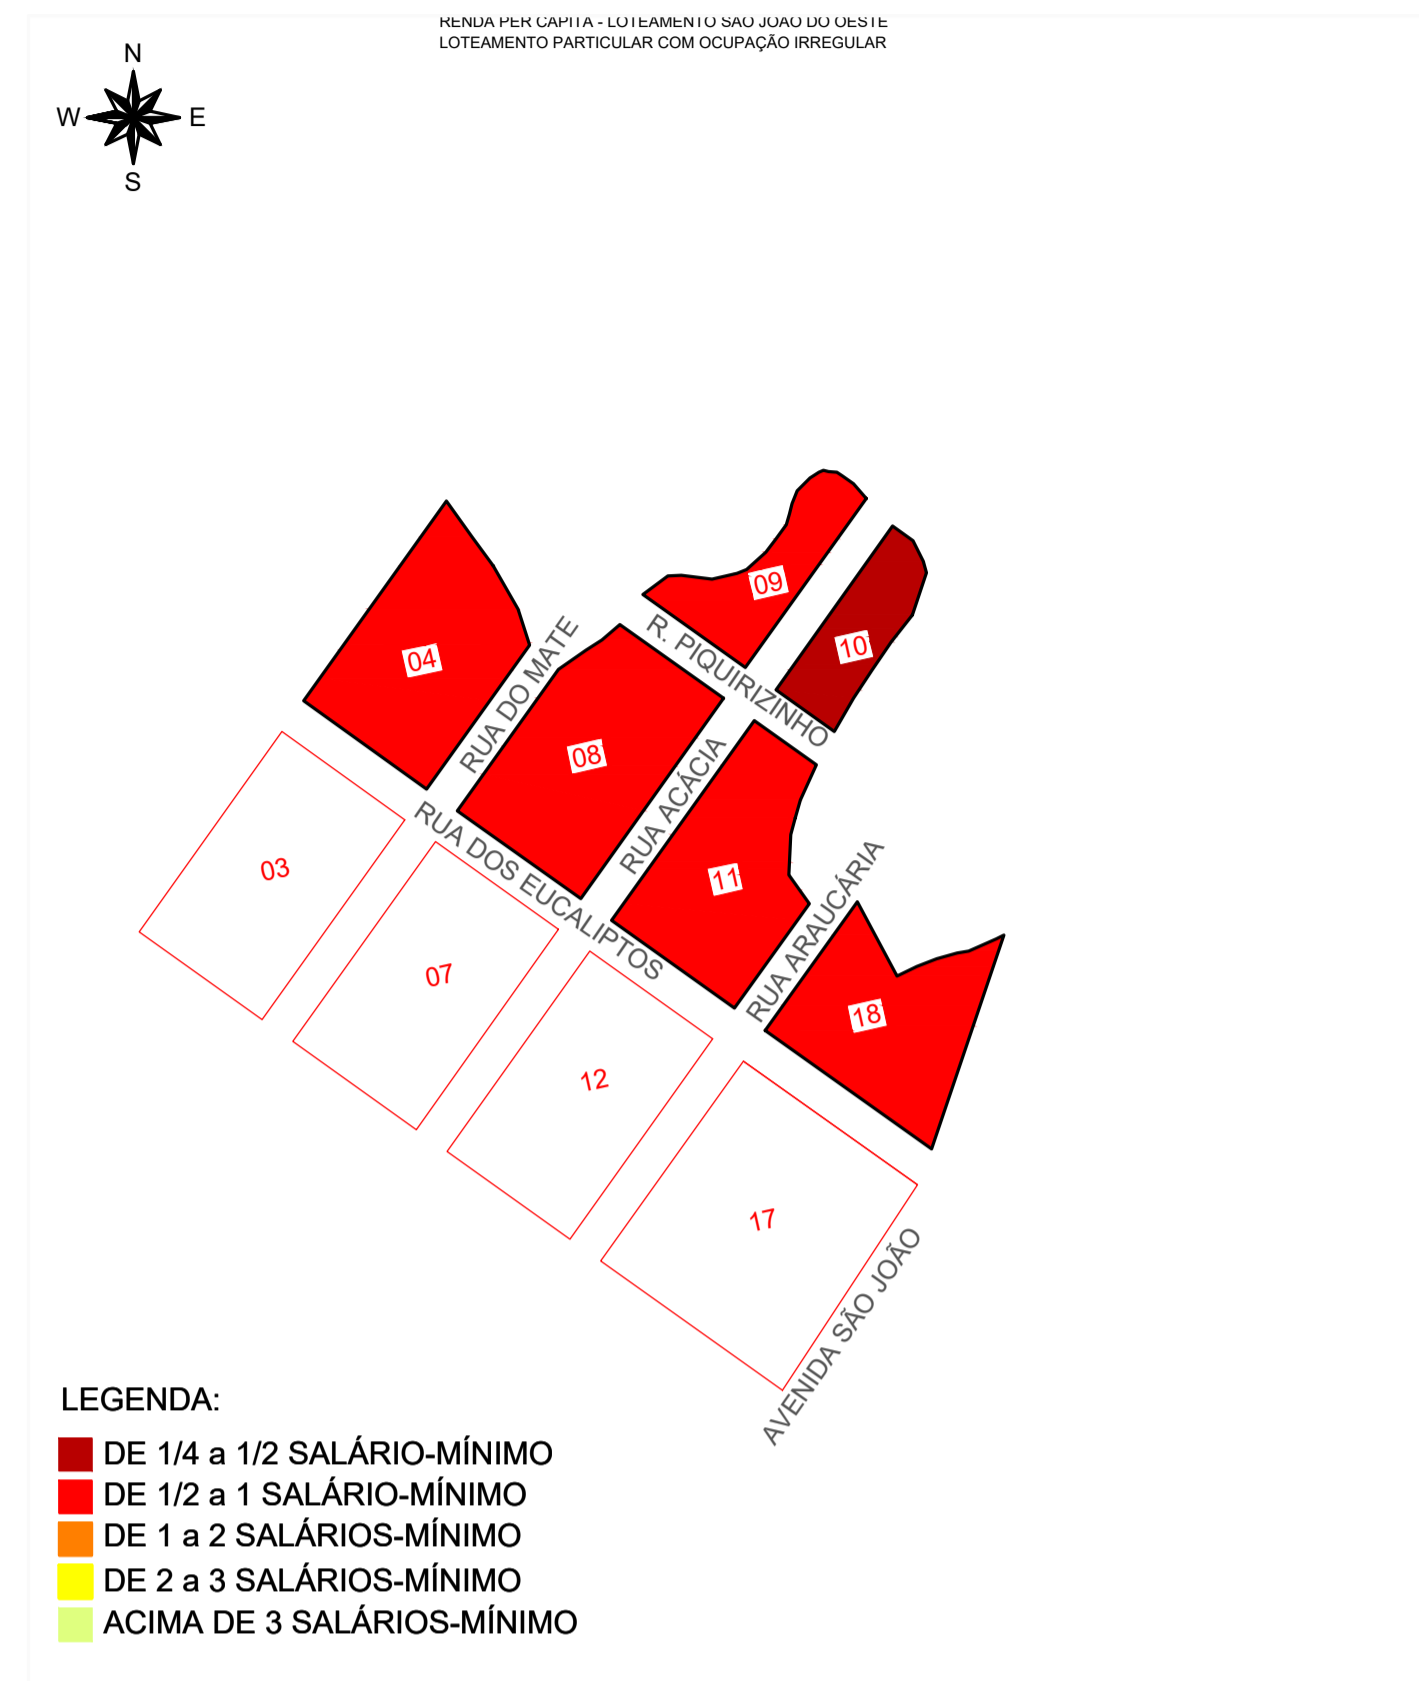 RENDA PER CAPITA - LOTEAMENTO SÃO JOÃO DO OESTE
LOTEAMENTO PARTICULAR COM OCUPAÇÃO IRREGULAR
N
W E
S
09
10
04
RUA DO MATE
R. PIQUIRIZINHO
08
RUA ACÁCIA
03
RUA DOS EUCALIPTOS
11
RUA ARAUCÁRIA
07
18
12
17
AVENIDA SÃO JOÃO
LEGENDA:
DE 1/4 a 1/2 SALÁRIO-MÍNIMO
DE 1/2 a 1 SALÁRIO-MÍNIMO
DE 1 a 2 SALÁRIOS-MÍNIMO
DE 2 a 3 SALÁRIOS-MÍNIMO
ACIMA DE 3 SALÁRIOS-MÍNIMO